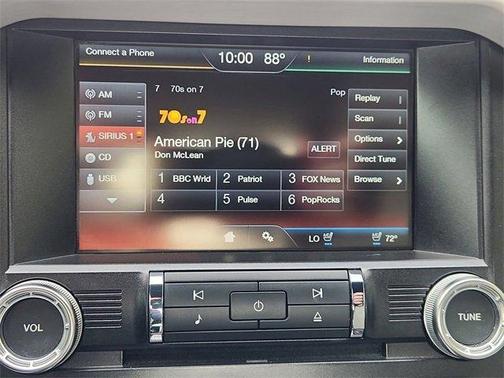 Connect a Phone 10:00 88° ! Information
AM
FM
SIRIUS 1
CD
USB
7 70s on 7 Pop
70s on 7
American Pie (71)
Don McLean
ALERT
1 BBC Wrld 2 Patriot 3 FOX News
4 5 Pulse 6 PopRocks
Replay
Scan
Options
Direct Tune
Browse
LO 72°
VOL
TUNE